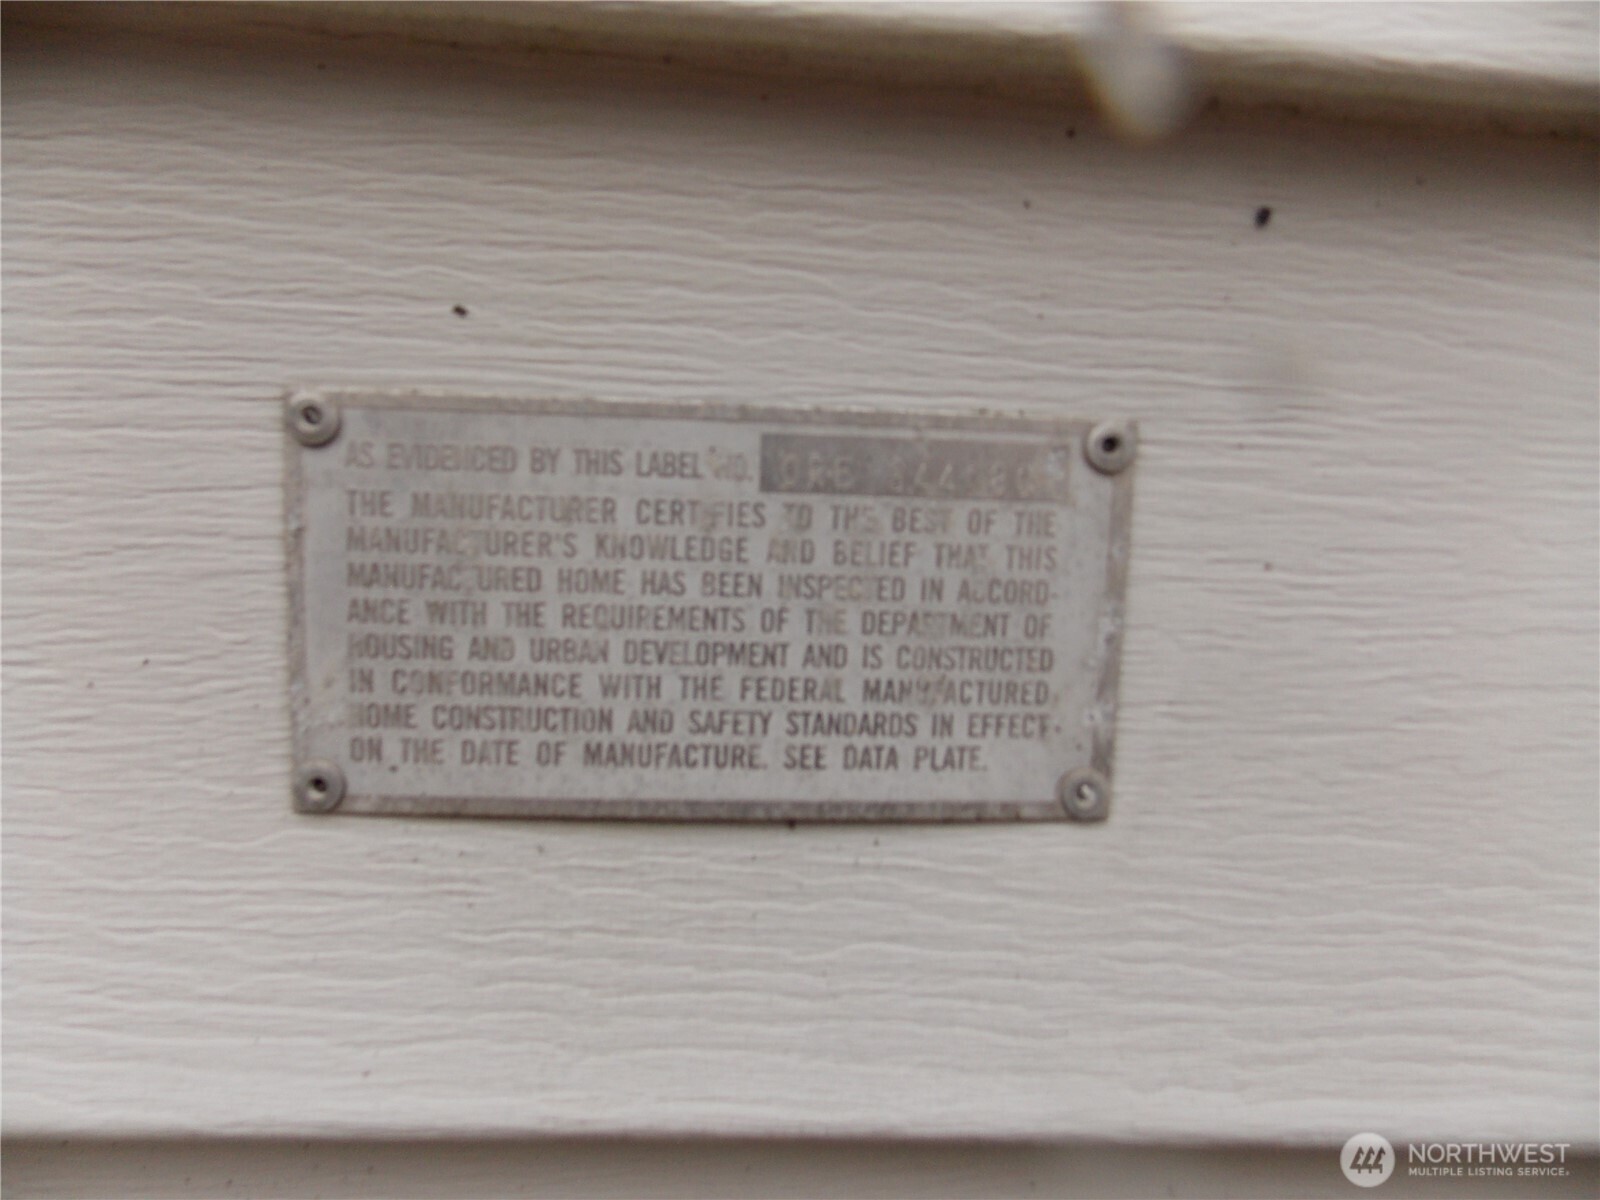 AS EVIDENCED BY THIS LABEL NO.
THE MANUFACTURER CERTIFIES TO THE BEST OF THE
MANUFACTURER'S KNOWLEDGE AND BELIEF THAT THIS
MANUFACTURED HOME HAS BEEN INSPECTED IN ACCORD-
ANCE WITH THE REQUIREMENTS OF THE DEPARTMENT OF
HOUSING AND URBAN DEVELOPMENT AND IS CONSTRUCTED
IN CONFORMANCE WITH THE FEDERAL MANUFACTURED
HOME CONSTRUCTION AND SAFETY STANDARDS IN EFFECT
ON THE DATE OF MANUFACTURE. SEE DATA PLATE.
NORTHWEST
MULTIPLE LISTING SERVICE.